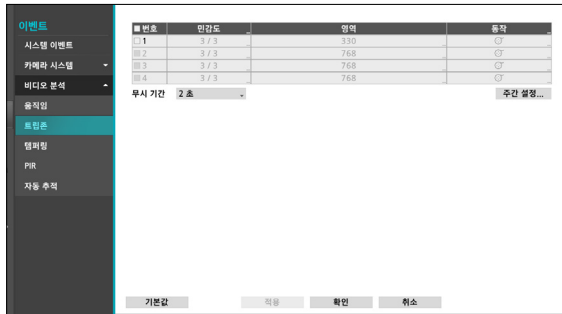 이벤트
시스템 이벤트
카메라 시스템
비디오 분석
움직임
트립존
템퍼링
PIR
자동 추적
번호 민감도 영역 동작
1 3 / 3 330
2 3 / 3 768
3 3 / 3 768
4 3 / 3 768
무시 기간 2 초 주간 설정...
기본값 적용 확인 취소